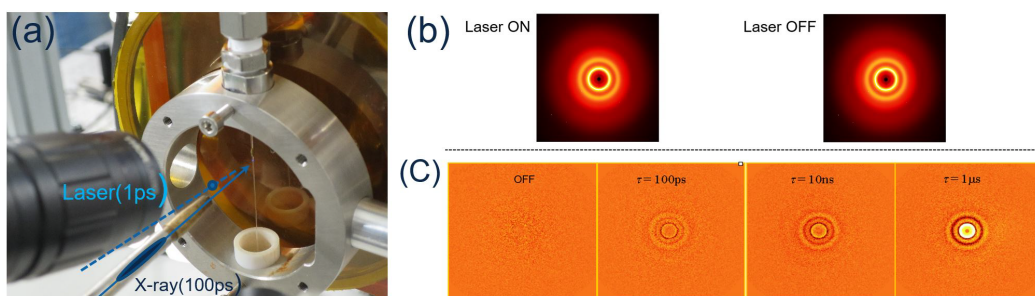 (a)
Laser(1ps)
X-ray(100ps)
(b)
Laser ON
Laser OFF
(C)
OFF
τ = 100ps
τ = 10ns
τ = 1μs